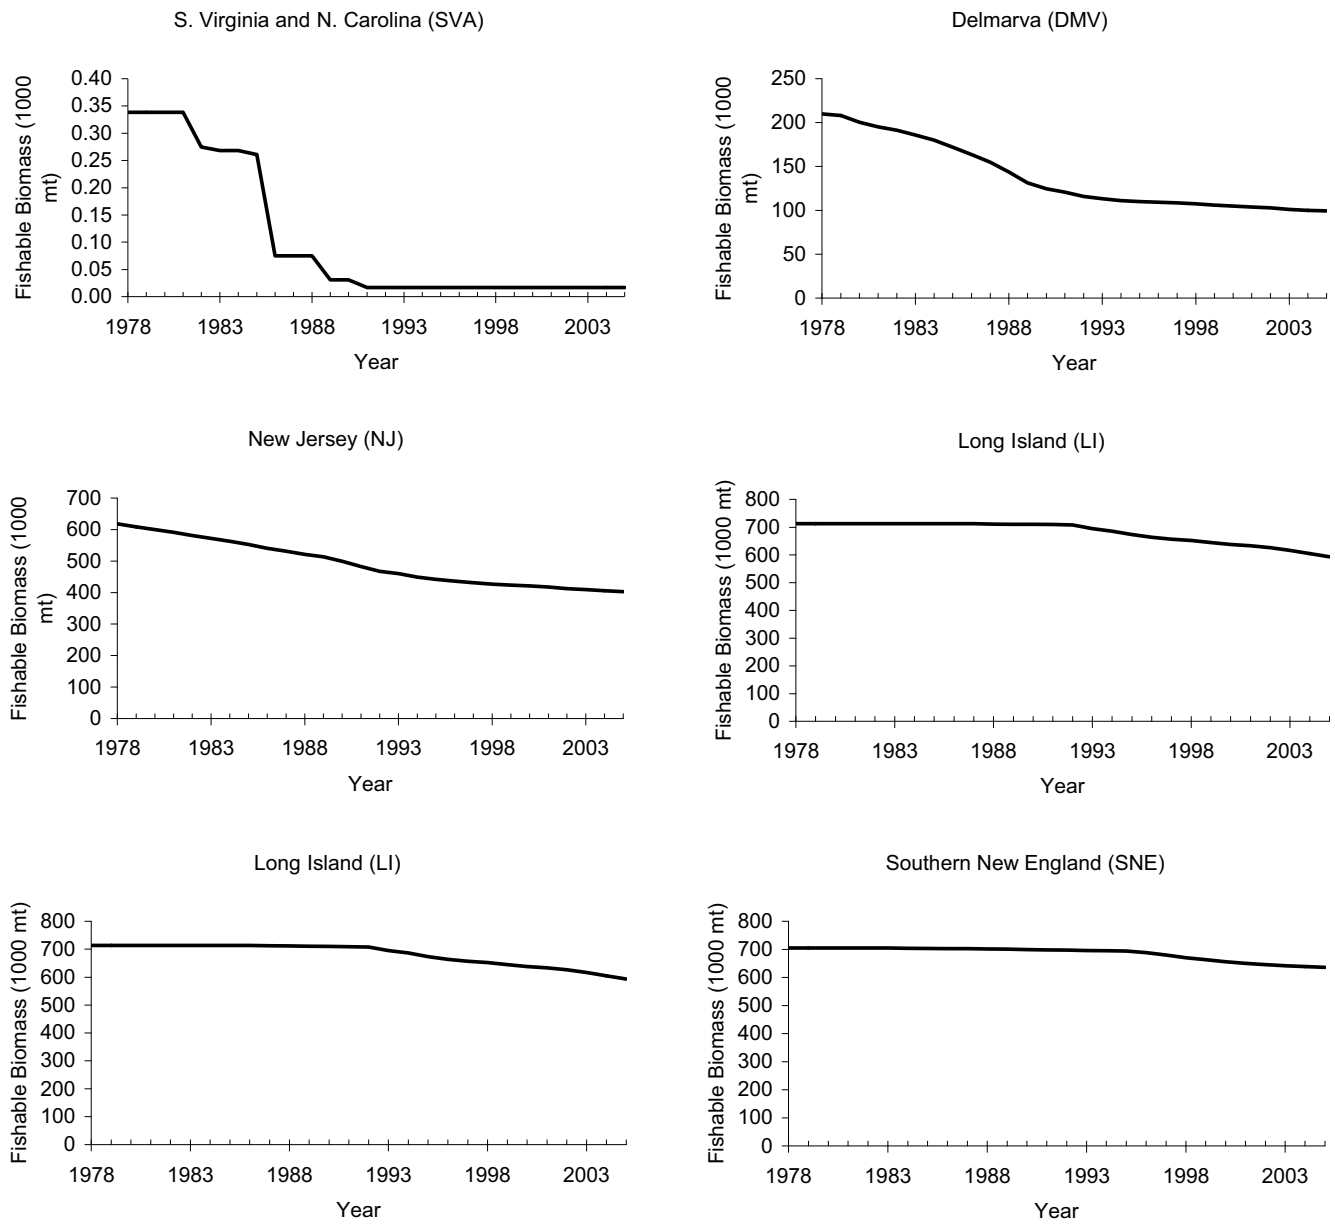 S. Virginia and N. Carolina (SVA)
Fishable Biomass (1000
mt)
0.40
0.35
0.30
0.25
0.20
0.15
0.10
0.05
0.00
1978 1983 1988 1993 1998 2003
Year
Delmarva (DMV)
Fishable Biomass (1000
mt)
250
200
150
100
50
0
1978 1983 1988 1993 1998 2003
Year
New Jersey (NJ)
Fishable Biomass (1000
mt)
700
600
500
400
300
200
100
0
1978 1983 1988 1993 1998 2003
Year
Long Island (LI)
Fishable Biomass (1000 mt)
800
700
600
500
400
300
200
100
0
1978 1983 1988 1993 1998 2003
Year
Long Island (LI)
Fishable Biomass (1000 mt)
800
700
600
500
400
300
200
100
0
1978 1983 1988 1993 1998 2003
Year
Southern New England (SNE)
Fishable Biomass (1000 mt)
800
700
600
500
400
300
200
100
0
1978 1983 1988 1993 1998 2003
Year